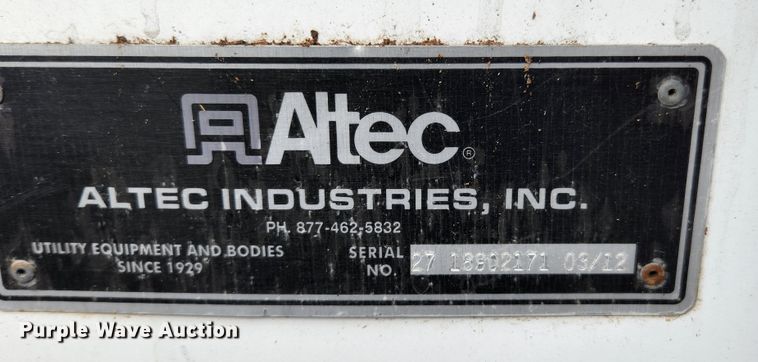 Altec®
ALTEC INDUSTRIES, INC.
PH. 877-462-5832
UTILITY EQUIPMENT AND BODIES
SINCE 1929
SERIAL
NO. 27 18902171 03/12
Purple Wave Auction